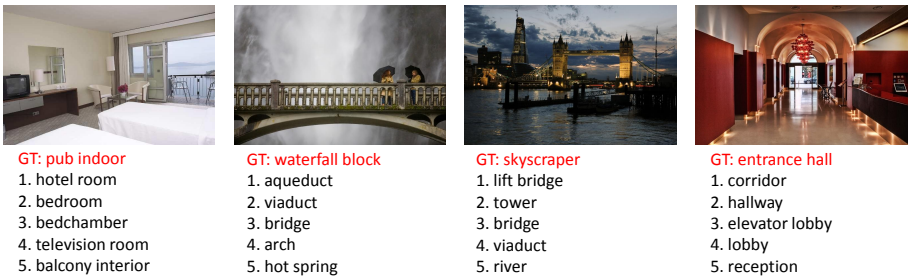 GT: pub indoor
1. hotel room
2. bedroom
3. bedchamber
4. television room
5. balcony interior
GT: waterfall block
1. aqueduct
2. viaduct
3. bridge
4. arch
5. hot spring
GT: skyscraper
1. lift bridge
2. tower
3. bridge
4. viaduct
5. river
GT: entrance hall
1. corridor
2. hallway
3. elevator lobby
4. lobby
5. reception